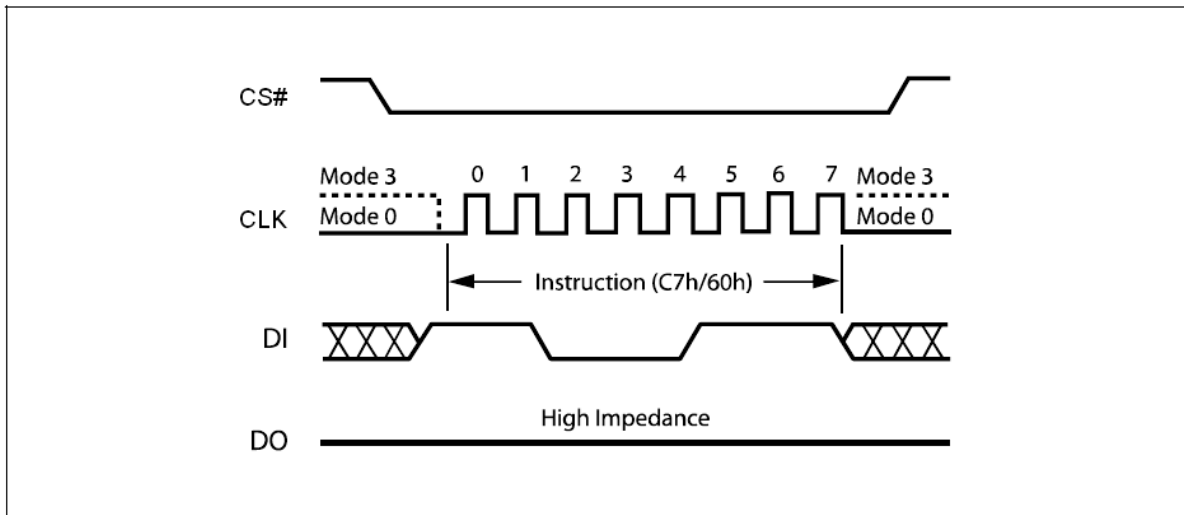 CS#
Mode 3 0 1 2 3 4 5 6 7 Mode 3
CLK Mode 0 Mode 0
Instruction (C7h/60h)
DI
High Impedance
DO